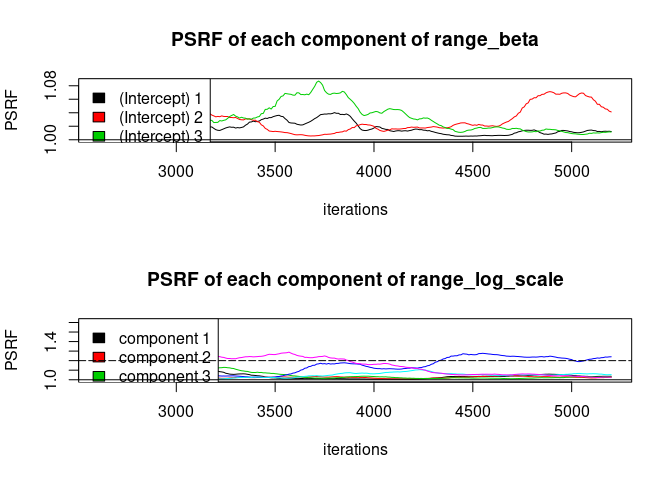 PSRF of each component of range_beta
PSRF
1.08
1.00
(Intercept) 1
(Intercept) 2
(Intercept) 3
3000 3500 4000 4500 5000
iterations
PSRF of each component of range_log_scale
PSRF
1.4
1.0
component 1
component 2
component 3
3000 3500 4000 4500 5000
iterations